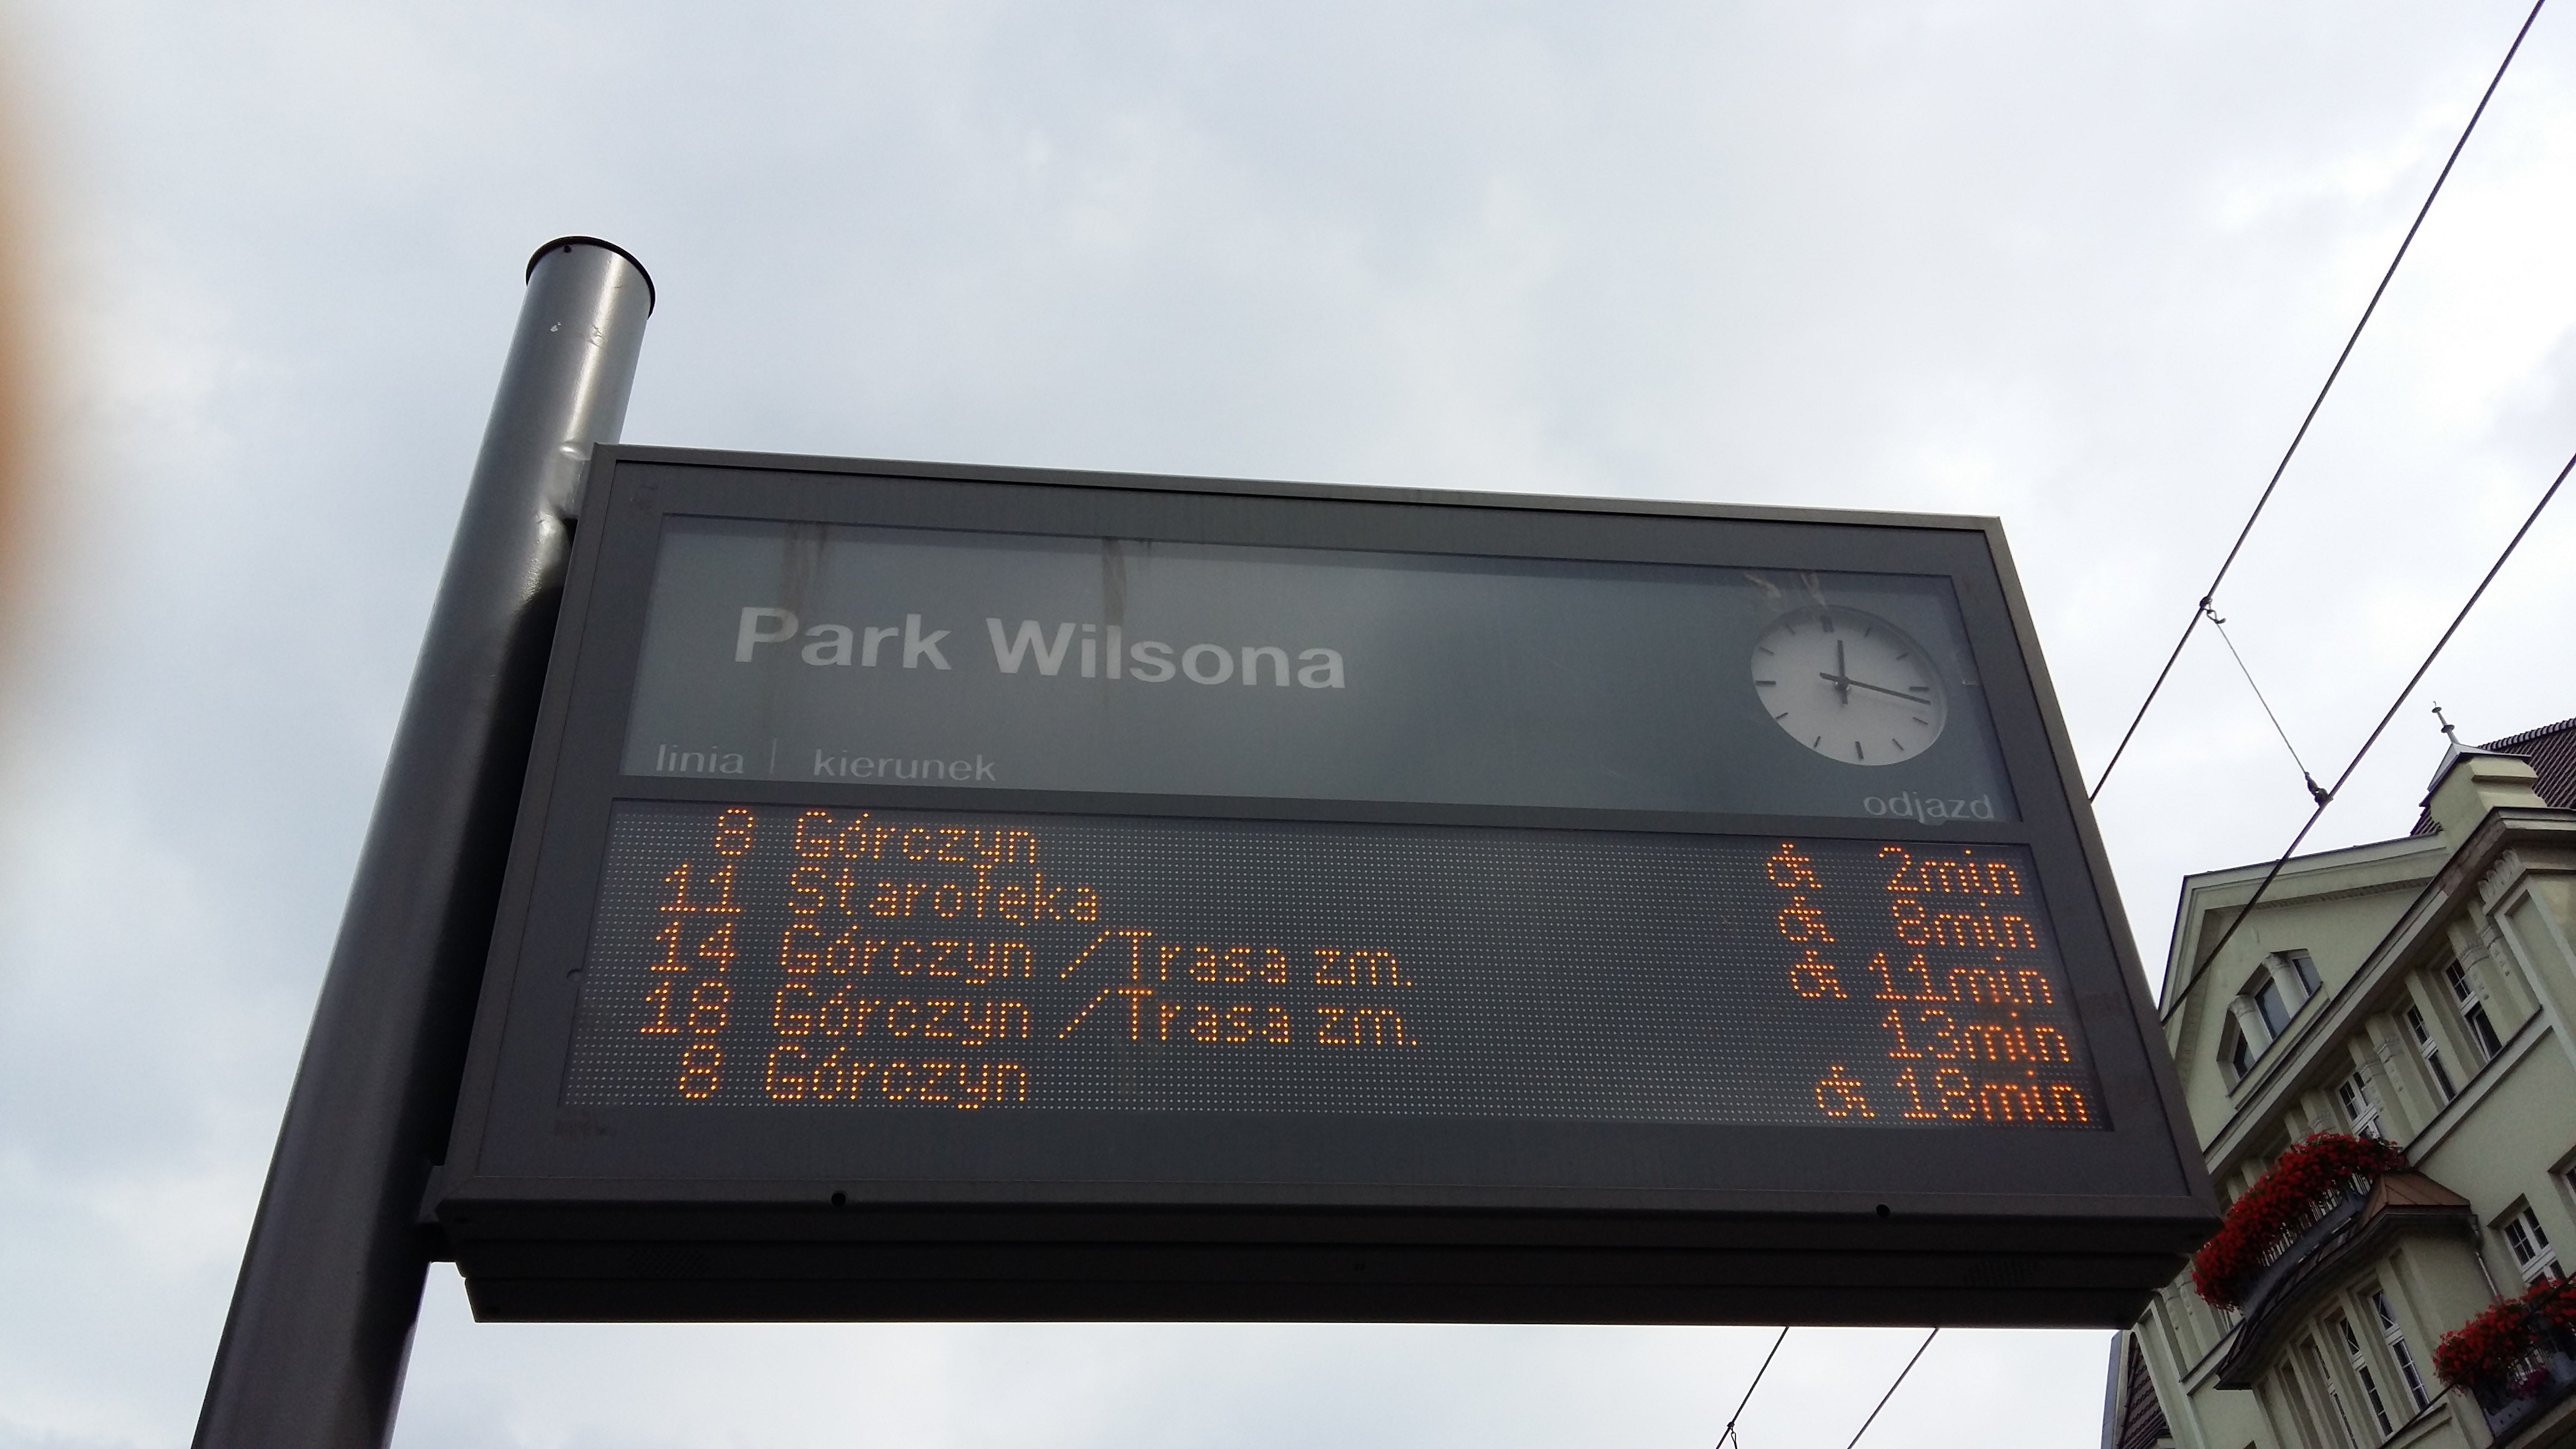 Park Wilsona
linia | kierunek odjazd
8 Górczyn 2min
11 Starołęka 8min
14 Górczyn /Trasa zm. 11min
18 Górczyn /Trasa zm. 13min
8 Górczyn 18min